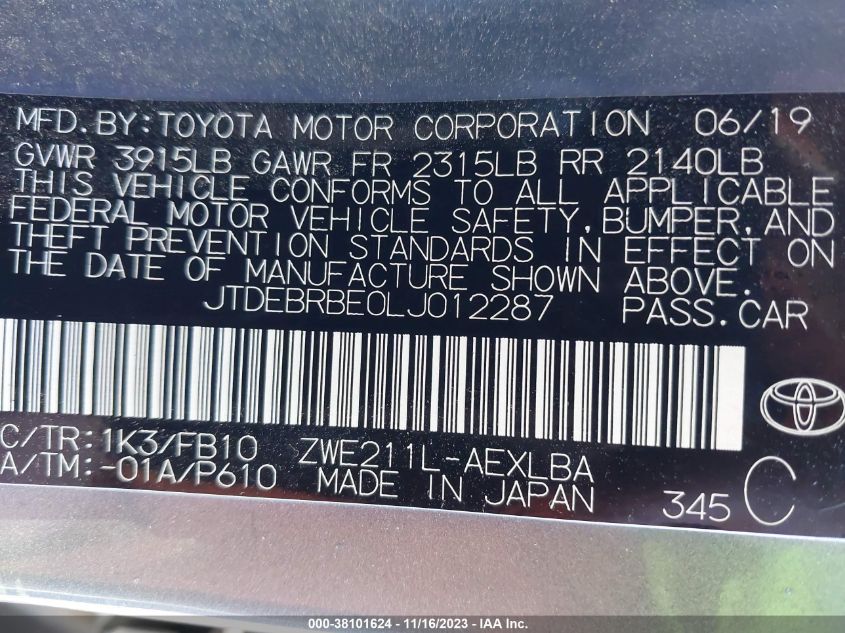 MFD.BY:TOYOTA MOTOR CORPORATION 06/19
GVWR 3915LB GAWR FR 2315LB RR 2140LB
THIS VEHICLE CONFORMS TO ALL APPLICABLE
FEDERAL MOTOR VEHICLE SAFETY,BUMPER,AND
THEFT PREVENTION STANDARDS IN EFFECT ON
THE DATE OF MANUFACTURE SHOWN ABOVE.
JTDEBRBE0LJ012287 PASS.CAR
C/TR:1K3/FB10 ZWE211L-AEXLBA
A/TM:-01A/P610 MADE IN JAPAN 345 C
000-38101624 - 11/16/2023 - IAA Inc.